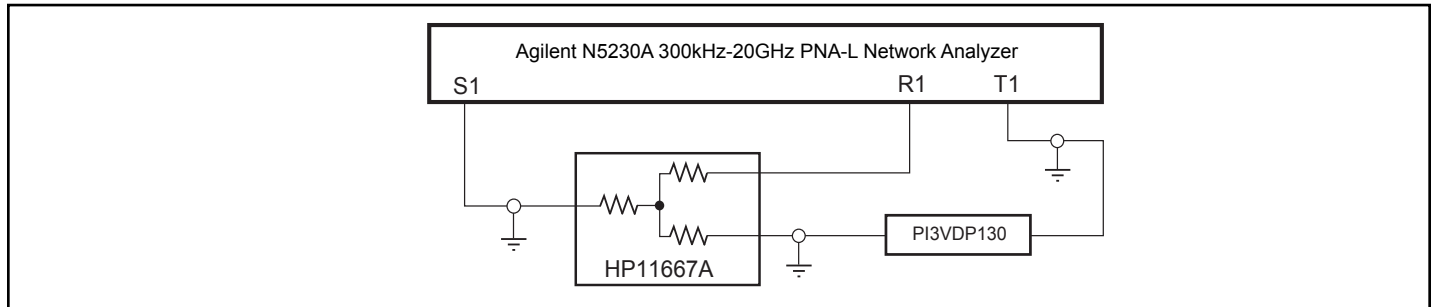 Agilent N5230A 300kHz-20GHz PNA-L Network Analyzer
S1 R1 T1
PI3VDP130
HP11667A